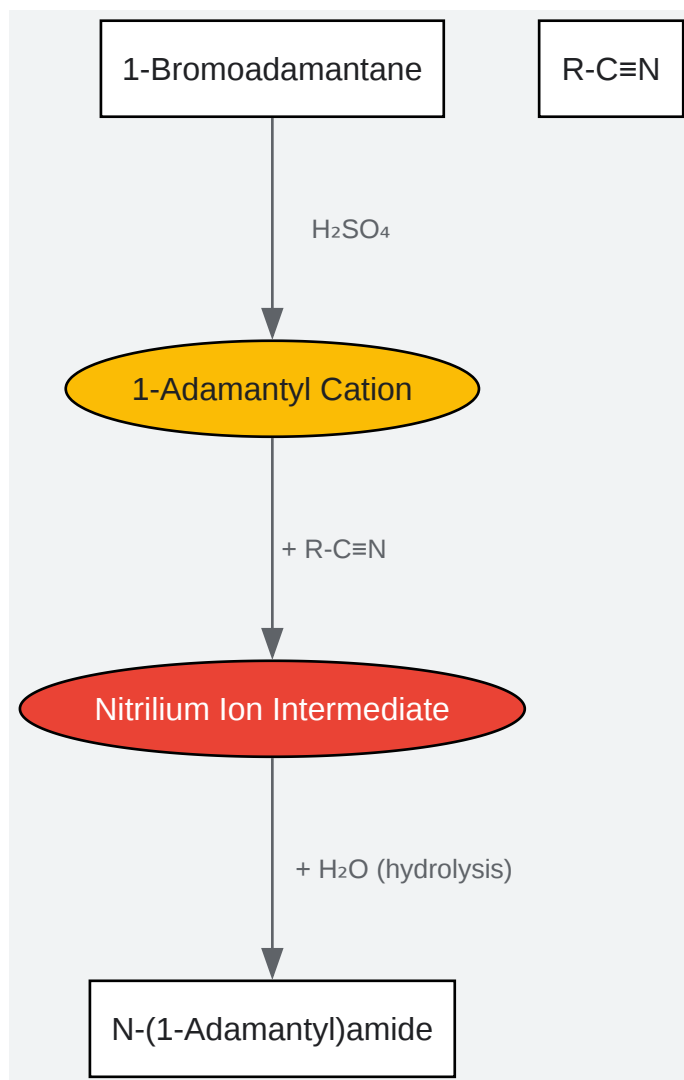 1-Bromoadamantane
R-C≡N
H₂SO₄
1-Adamantyl Cation
+ R-C≡N
Nitrilium Ion Intermediate
+ H₂O (hydrolysis)
N-(1-Adamantyl)amide